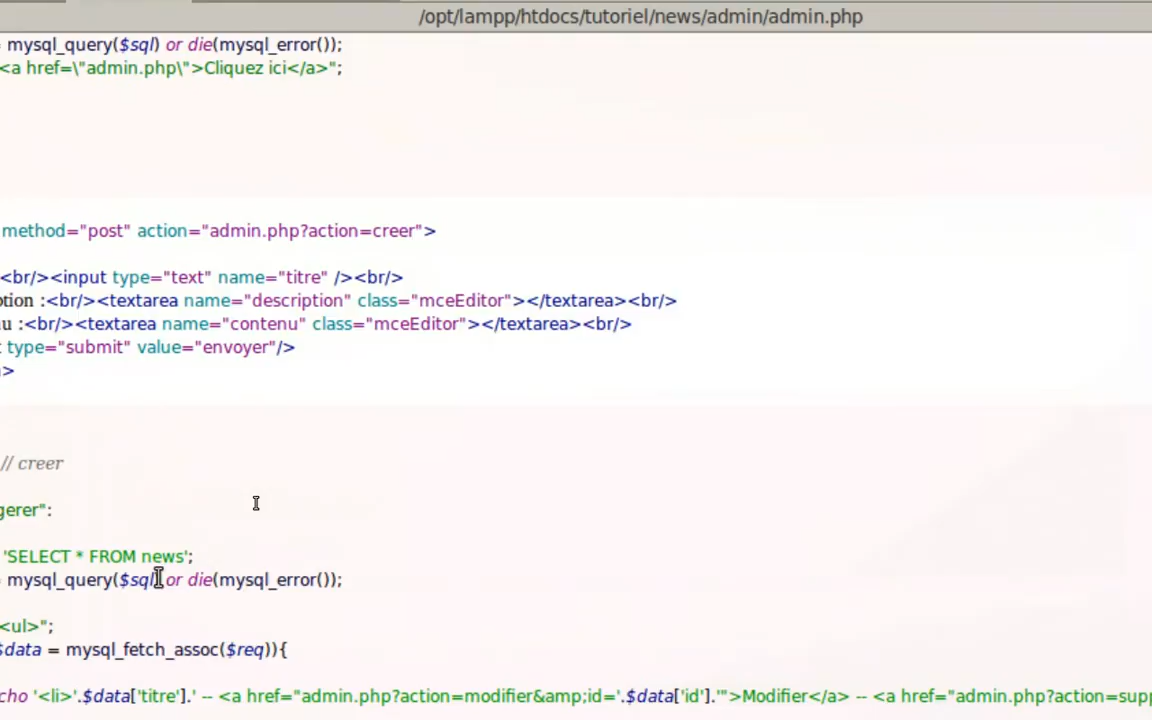 /opt/lampp/htdocs/tutoriel/news/admin/admin.php
= mysql_query($sql) or die(mysql_error());
<a href=\"admin.php\">Cliquez ici</a>";
method="post" action="admin.php?action=creer">
<br/><input type="text" name="titre" /><br/>
ption :<br/><textarea name="description" class="mceEditor"></textarea><br/>
nu :<br/><textarea name="contenu" class="mceEditor"></textarea><br/>
t type="submit" value="envoyer"/>
>
// creer
gerer":
'SELECT * FROM news';
= mysql_query($sql) or die(mysql_error());
<ul>";
$data = mysql_fetch_assoc($req)){
echo '<li>'.$data['titre'].' -- <a href="admin.php?action=modifier&amp;id='.$data['id'].'">Modifier</a> -- <a href="admin.php?action=supp